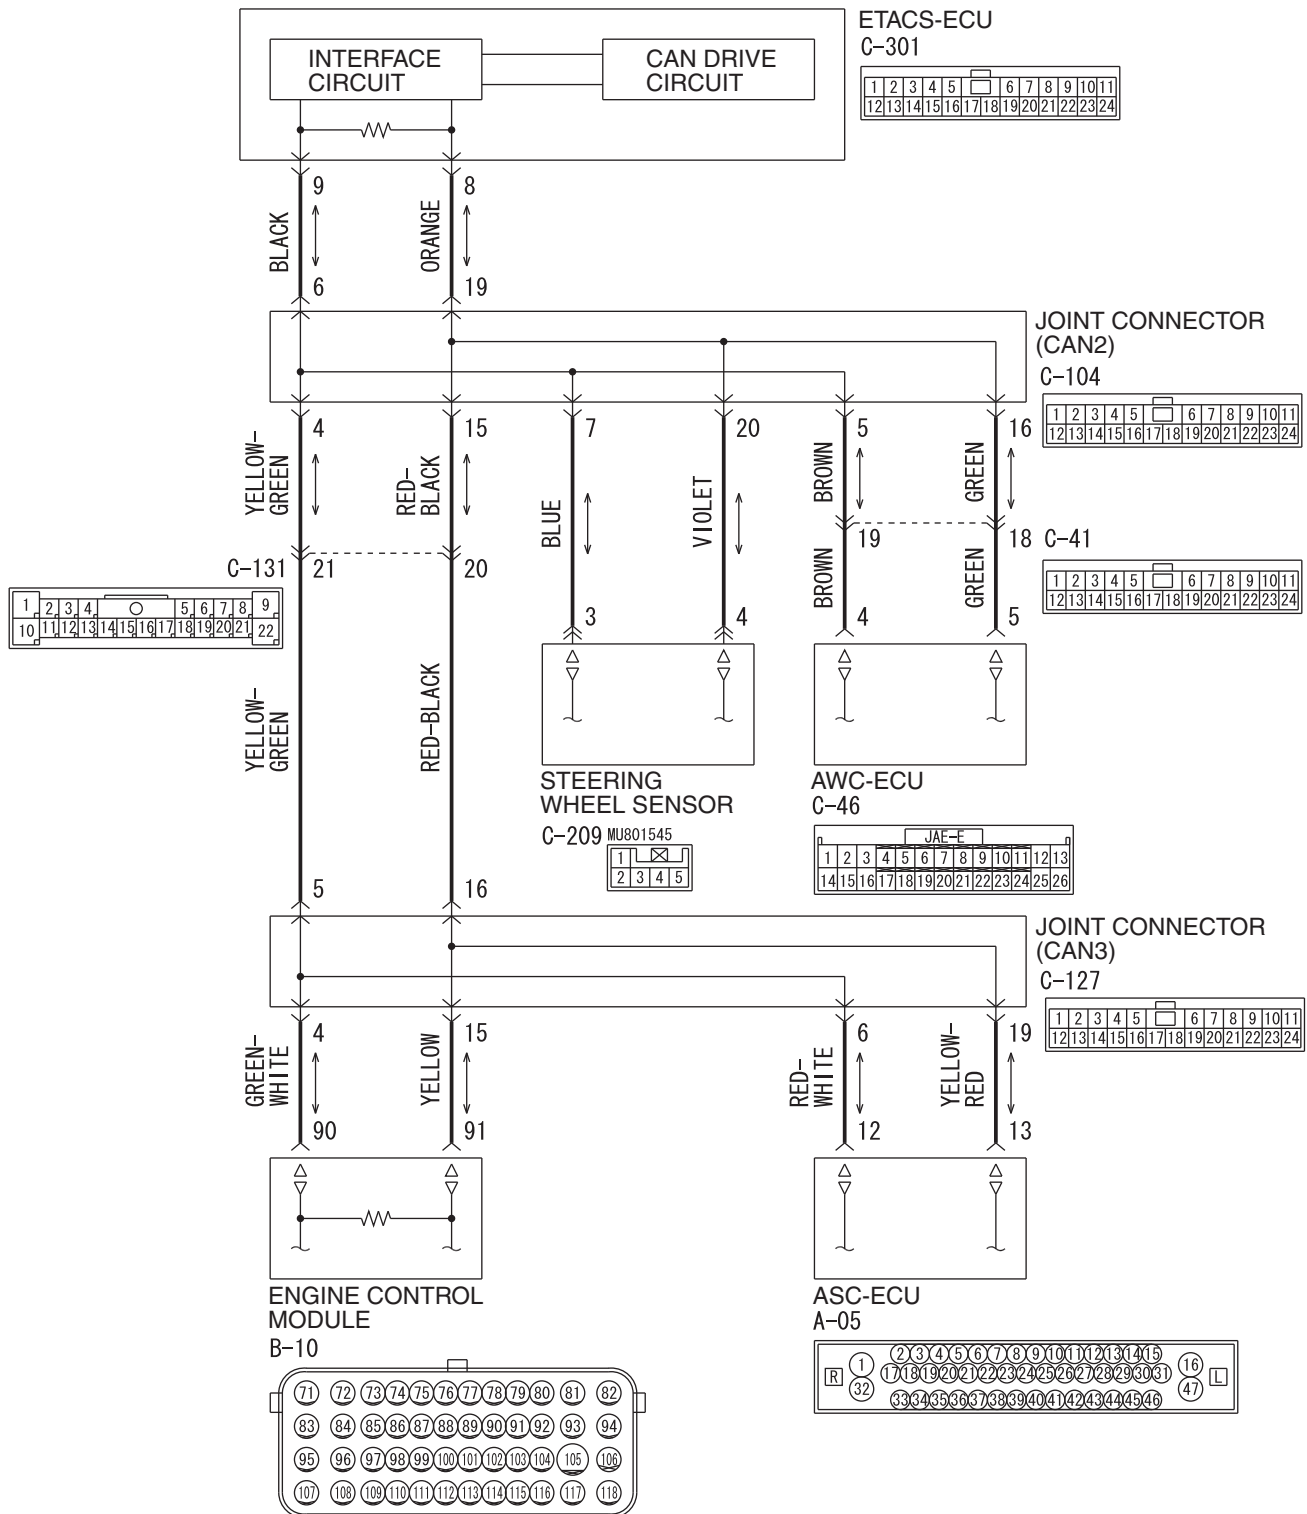 ETACS-ECU
C-301
INTERFACE
CIRCUIT
CAN DRIVE
CIRCUIT
1 2 3 4 5 6 7 8 9 10 11
12 13 14 15 16 17 18 19 20 21 22 23 24
9
8
BLACK
ORANGE
6
19
JOINT CONNECTOR
(CAN2)
C-104
1 2 3 4 5 6 7 8 9 10 11
12 13 14 15 16 17 18 19 20 21 22 23 24
4
15
7
20
5
16
YELLOW-
GREEN
RED-
BLACK
BLUE
VIOLET
BROWN
GREEN
C-131
21
20
19
18
C-41
1 2 3 4 5 6 7 8 9 10 11
12 13 14 15 16 17 18 19 20 21 22 23 24
1 2 3 4 5 6 7 8 9
10 11 12 13 14 15 16 17 18 19 20 21 22
BROWN
GREEN
3
4
4
5
YELLOW-
GREEN
RED-BLACK
STEERING
WHEEL SENSOR
C-209 MU801545
1
2 3 4 5
AWC-ECU
C-46
JAE-E
1 2 3 4 5 6 7 8 9 10 11 12 13
14 15 16 17 18 19 20 21 22 23 24 25 26
5
16
JOINT CONNECTOR
(CAN3)
C-127
1 2 3 4 5 6 7 8 9 10 11
12 13 14 15 16 17 18 19 20 21 22 23 24
4
15
6
19
GREEN-
WHITE
YELLOW
RED-
WHITE
YELLOW-
RED
90
91
12
13
ENGINE CONTROL
MODULE
B-10
71 72 73 74 75 76 77 78 79 80 81 82
83 84 85 86 87 88 89 90 91 92 93 94
95 96 97 98 99 100 101 102 103 104 105 106
107 108 109 110 111 112 113 114 115 116 117 118
ASC-ECU
A-05
R
1
2 3 4 5 6 7 8 9 10 11 12 13 14 15
16
17 18 19 20 21 22 23 24 25 26 27 28 29 30 31
L
32
33 34 35 36 37 38 39 40 41 42 43 44 45 46
47